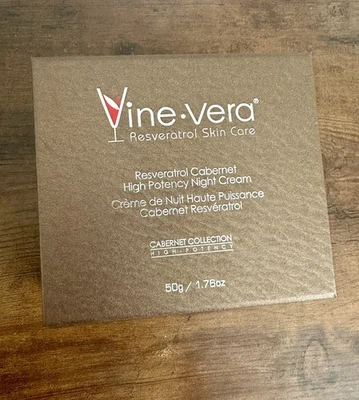 Vine·vera®
Resveratrol Skin Care
Resveratrol Cabernet
High Potency Night Cream
Crème de Nuit Haute Puissance
Cabernet Resvératrol
CABERNET COLLECTION
HIGH-POTENCY
50g / 1.76oz